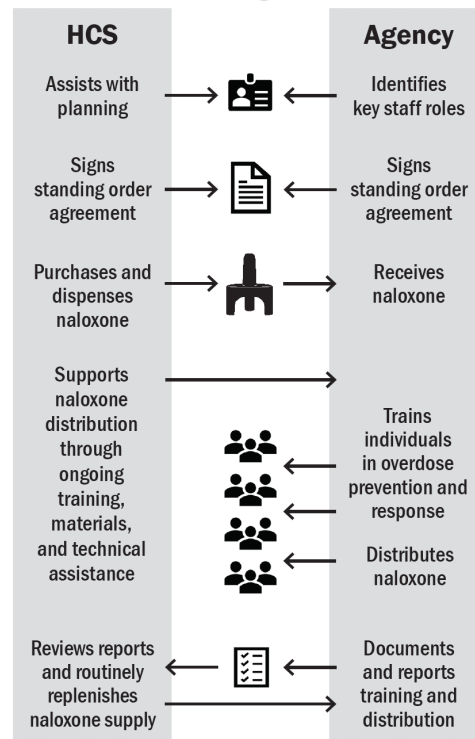 HCS
Agency
Assists with
planning
Identifies
key staff roles
Signs
standing order
agreement
Signs
standing order
agreement
Purchases and
dispenses
naloxone
Receives
naloxone
Supports
naloxone
distribution
through
ongoing
training,
materials,
and technical
assistance
Trains
individuals
in overdose
prevention and
response
Distributes
naloxone
Reviews reports
and routinely
replenishes
naloxone supply
Documents
and reports
training and
distribution